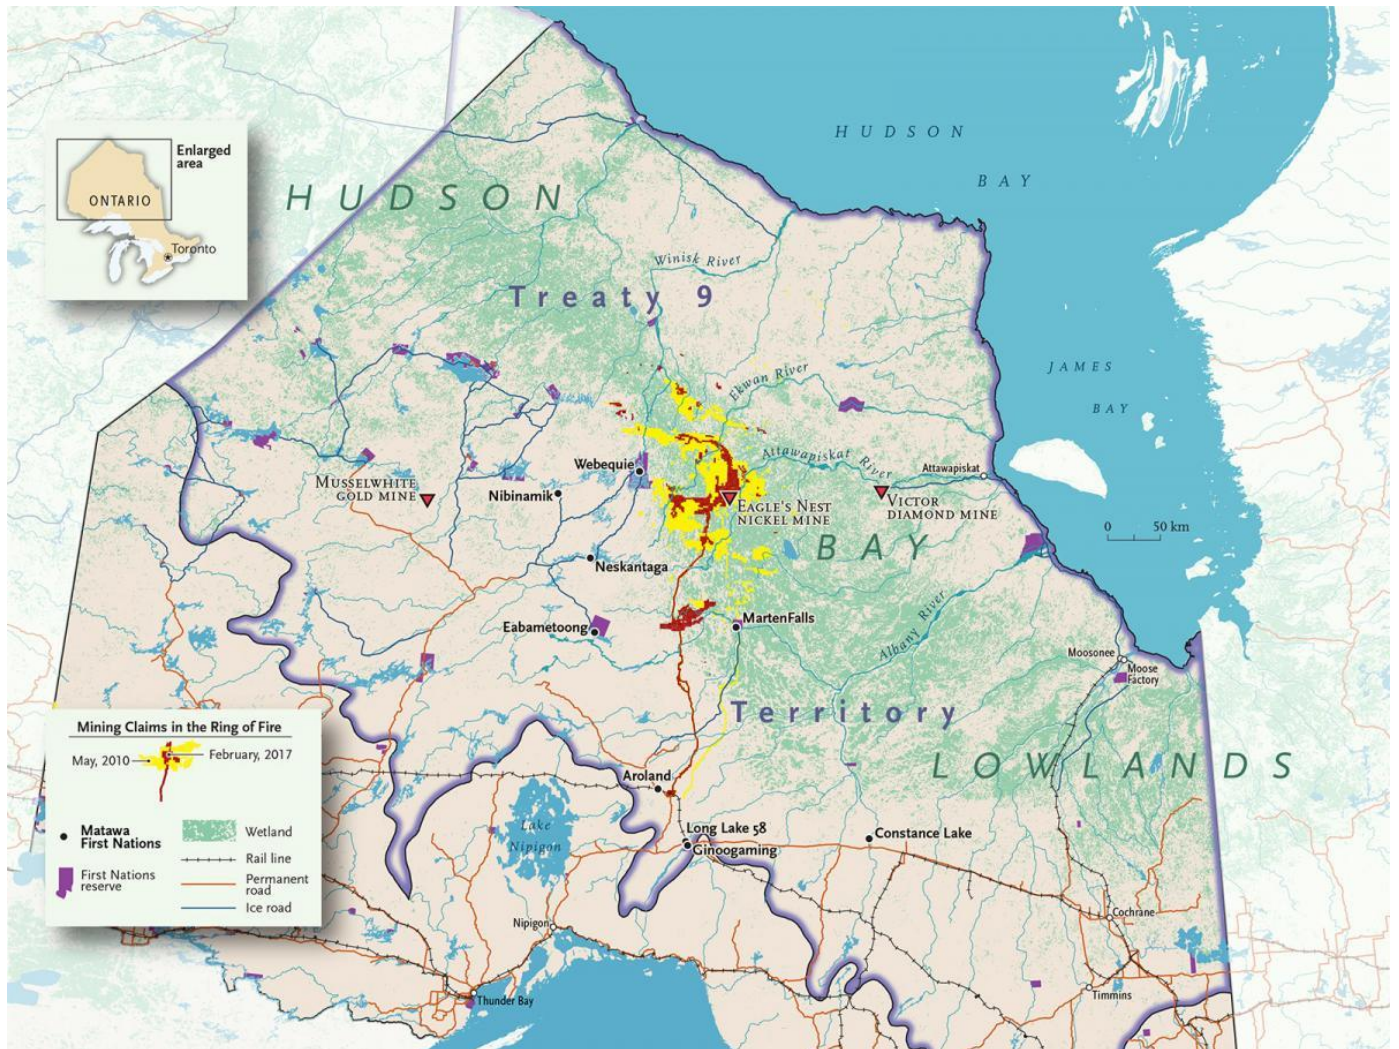 HUDSON
BAY
Enlarged
area
ONTARIO
Toronto
HUDSON
Winisk River
Treaty 9
JAMES
BAY
Ekwan River
Attawapiskat River
Attawapiskat
Webequie
MUSSELWHITE
GOLD MINE
Nibinamik
EAGLE'S NEST
NICKEL MINE
VICTOR
DIAMOND MINE
0 50 km
BAY
Neskantaga
Eabametoong
MartenFalls
Albany River
Moosonee
Moose
Factory
Territory
LOWLANDS
Mining Claims in the Ring of Fire
May, 2010
February, 2017
Matawa
First Nations
Wetland
Rail line
First Nations
reserve
Permanent
road
Ice road
Aroland
Lake
Nipigon
Long Lake 58
Ginoogaming
Constance Lake
Nipigon
Cochrane
Thunder Bay
Timmins